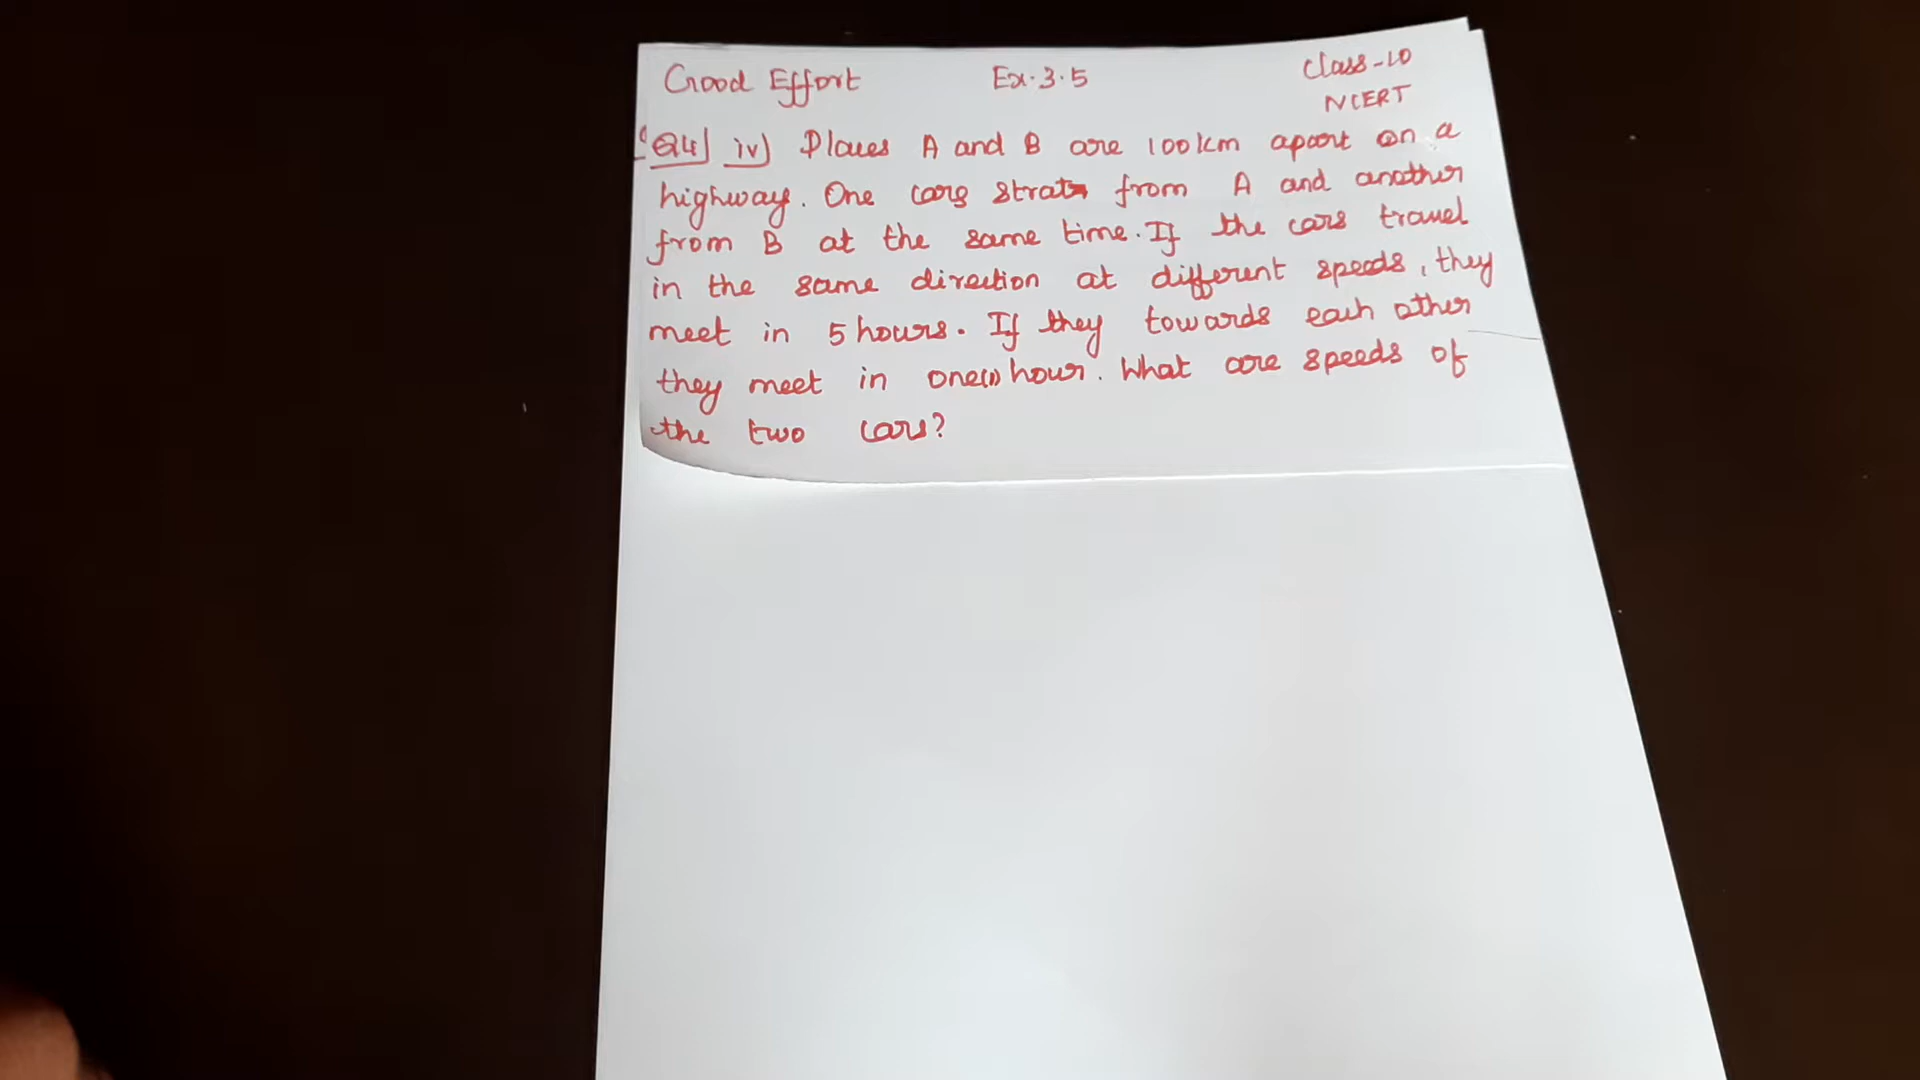 Good Effort Ex.3.5 Class-10
NCERT
Q4] iv) Places A and B are 100km apart on a
highway. One cars strats from A and another
from B at the same time. If the cars travel
in the same direction at different speeds, they
meet in 5 hours. If they towards each other
they meet in one(1) hour. What are speeds of
the two cars?